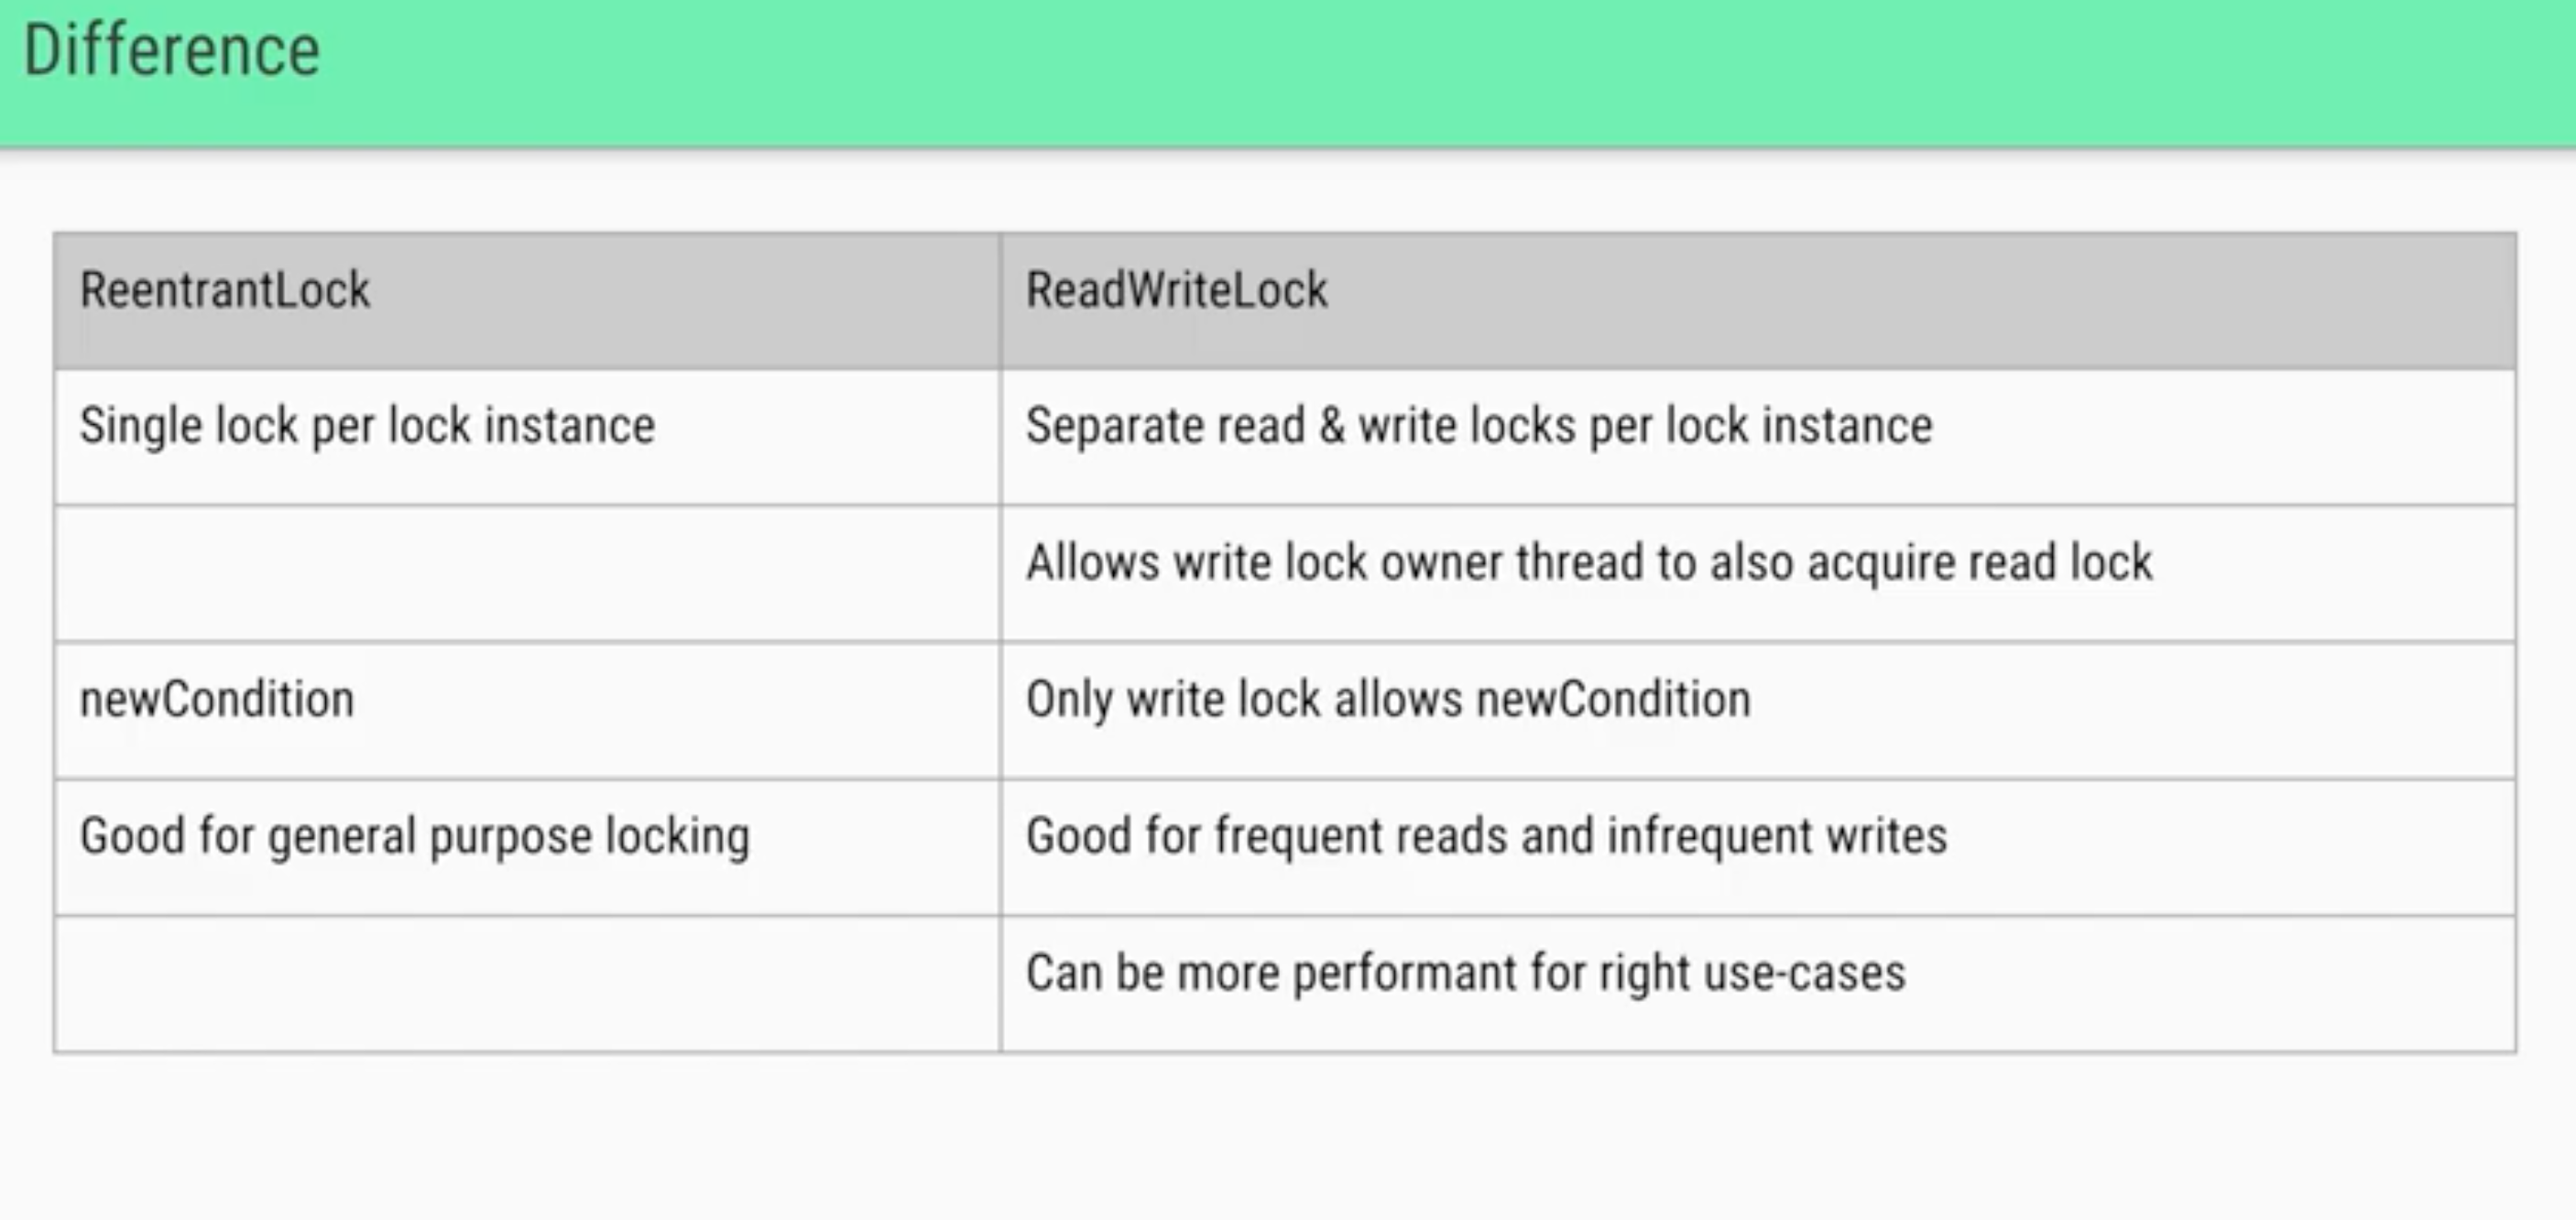 Difference
ReentrantLock
ReadWriteLock
Single lock per lock instance
Separate read & write locks per lock instance
Allows write lock owner thread to also acquire read lock
newCondition
Only write lock allows newCondition
Good for general purpose locking
Good for frequent reads and infrequent writes
Can be more performant for right use-cases